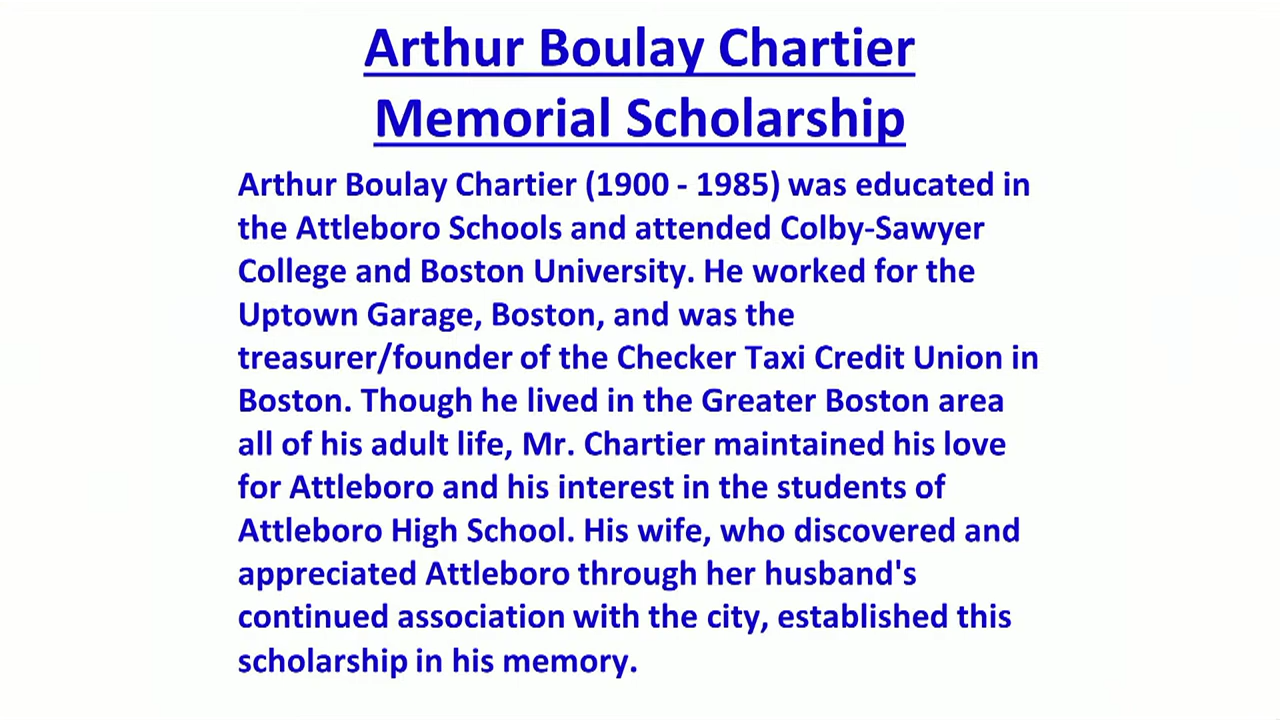 Arthur Boulay Chartier
Memorial Scholarship
Arthur Boulay Chartier (1900 - 1985) was educated in
the Attleboro Schools and attended Colby-Sawyer
College and Boston University. He worked for the
Uptown Garage, Boston, and was the
treasurer/founder of the Checker Taxi Credit Union in
Boston. Though he lived in the Greater Boston area
all of his adult life, Mr. Chartier maintained his love
for Attleboro and his interest in the students of
Attleboro High School. His wife, who discovered and
appreciated Attleboro through her husband's
continued association with the city, established this
scholarship in his memory.